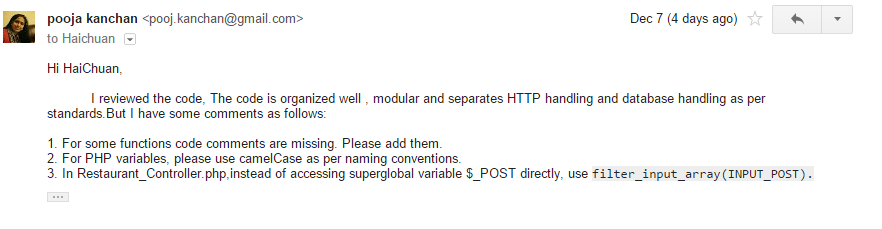 pooja kanchan <pooj.kanchan@gmail.com>
Dec 7 (4 days ago)
to Haichuan
Hi HaiChuan,
I reviewed the code, The code is organized well , modular and separates HTTP handling and database handling as per
standards.But I have some comments as follows:
1. For some functions code comments are missing. Please add them.
2. For PHP variables, please use camelCase as per naming conventions.
3. In Restaurant_Controller.php,instead of accessing superglobal variable $_POST directly, use filter_input_array(INPUT_POST).